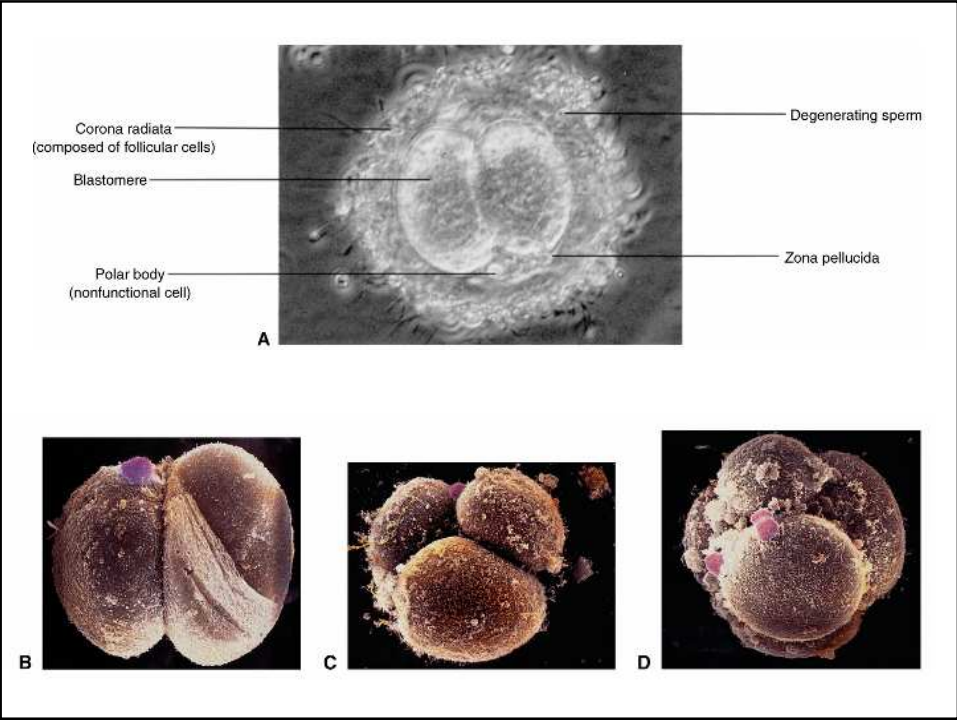 Corona radiata
(composed of follicular cells)
Blastomere
Polar body
(nonfunctional cell)
Degenerating sperm
Zona pellucida
A
B
C
D